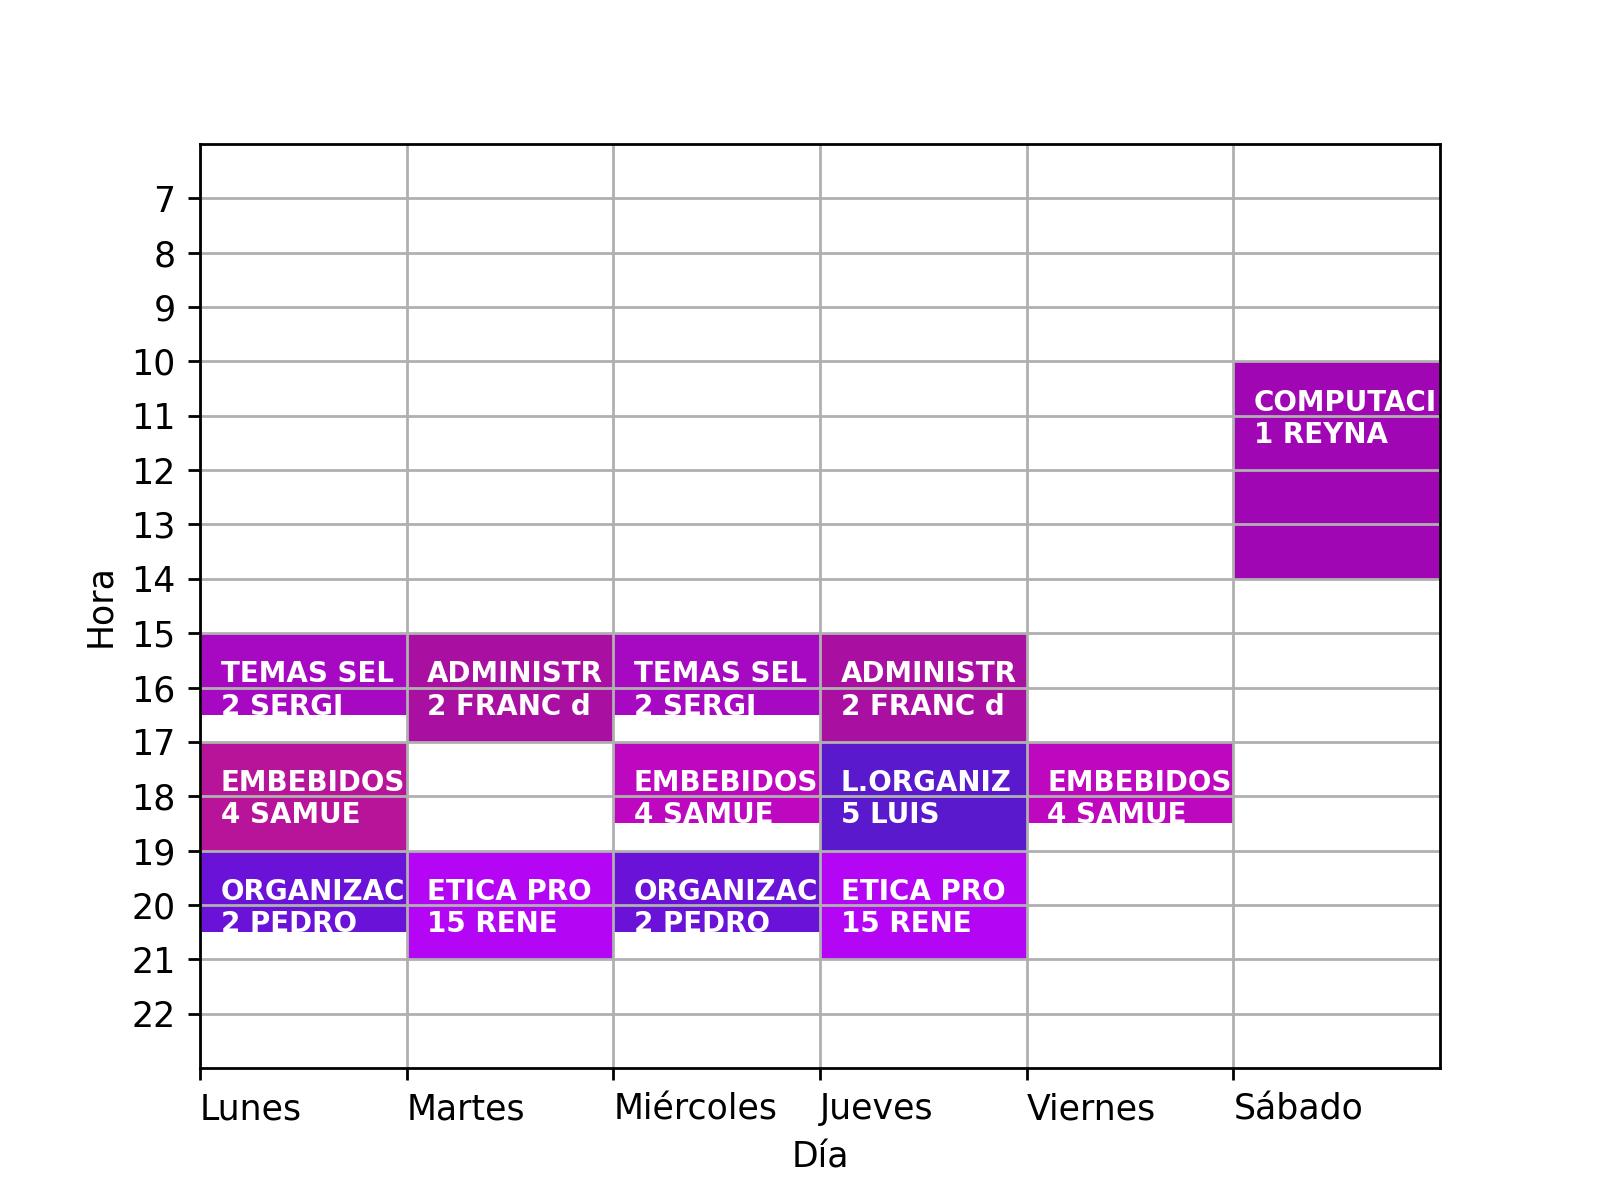 7
8
9
10
COMPUTACI
11
1 REYNA
12
13
14
Hora
15
TEMAS SEL ADMINISTR TEMAS SEL ADMINISTR
16
2 SERGI 2 FRANC d 2 SERGI 2 FRANC d
17
EMBEBIDOS EMBEBIDOS L.ORGANIZ EMBEBIDOS
18
4 SAMUE 4 SAMUE 5 LUIS 4 SAMUE
19
ORGANIZAC ETICA PRO ORGANIZAC ETICA PRO
20
2 PEDRO 15 RENE 2 PEDRO 15 RENE
21
22
Lunes Martes Miércoles Jueves Viernes Sábado
Día